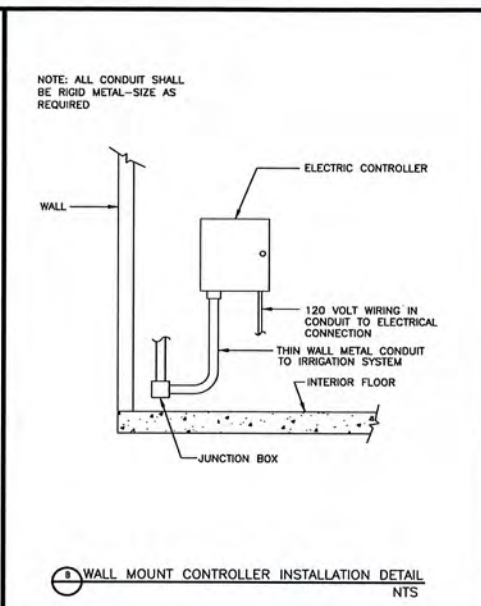 NOTE: ALL CONDUIT SHALL
BE RIGID METAL-SIZE AS
REQUIRED
ELECTRIC CONTROLLER
WALL
120 VOLT WIRING IN
CONDUIT TO ELECTRICAL
CONNECTION
THIN WALL METAL CONDUIT
TO IRRIGATION SYSTEM
INTERIOR FLOOR
JUNCTION BOX
8 WALL MOUNT CONTROLLER INSTALLATION DETAIL
NTS